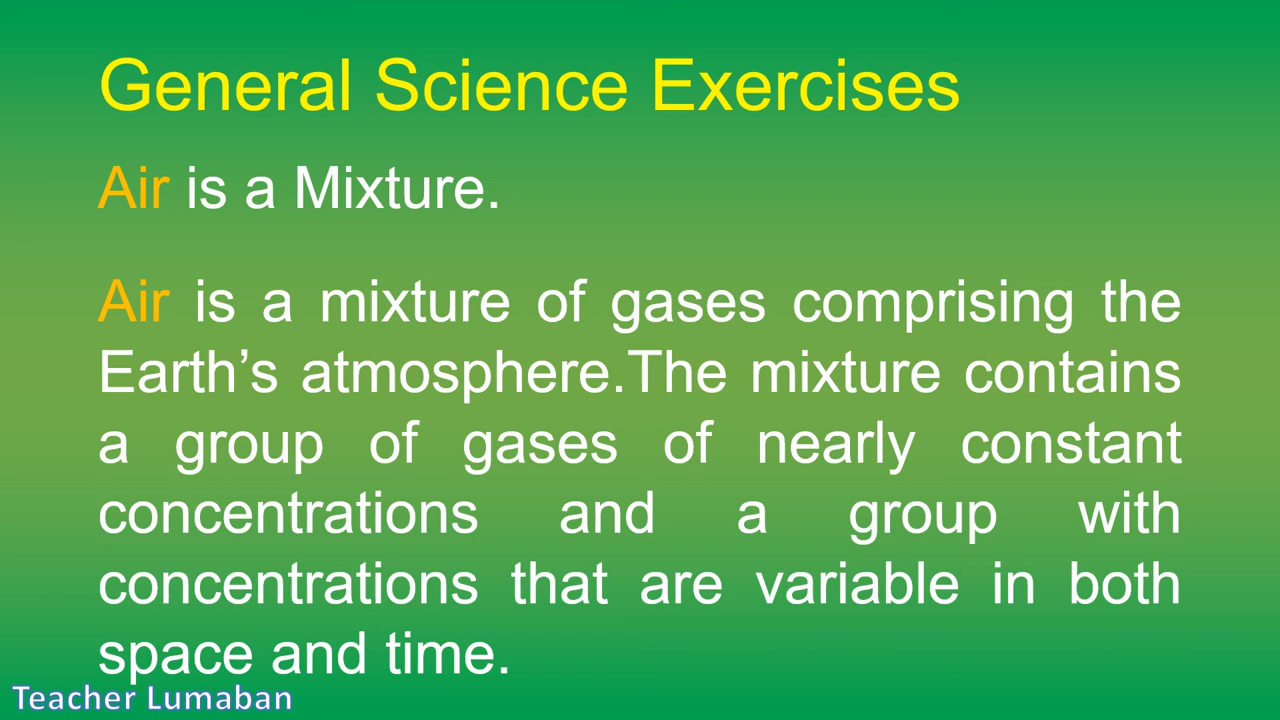 General Science Exercises
Air is a Mixture.
Air is a mixture of gases comprising the
Earth’s atmosphere.The mixture contains
a group of gases of nearly constant
concentrations and a group with
concentrations that are variable in both
space and time.
Teacher Lumaban